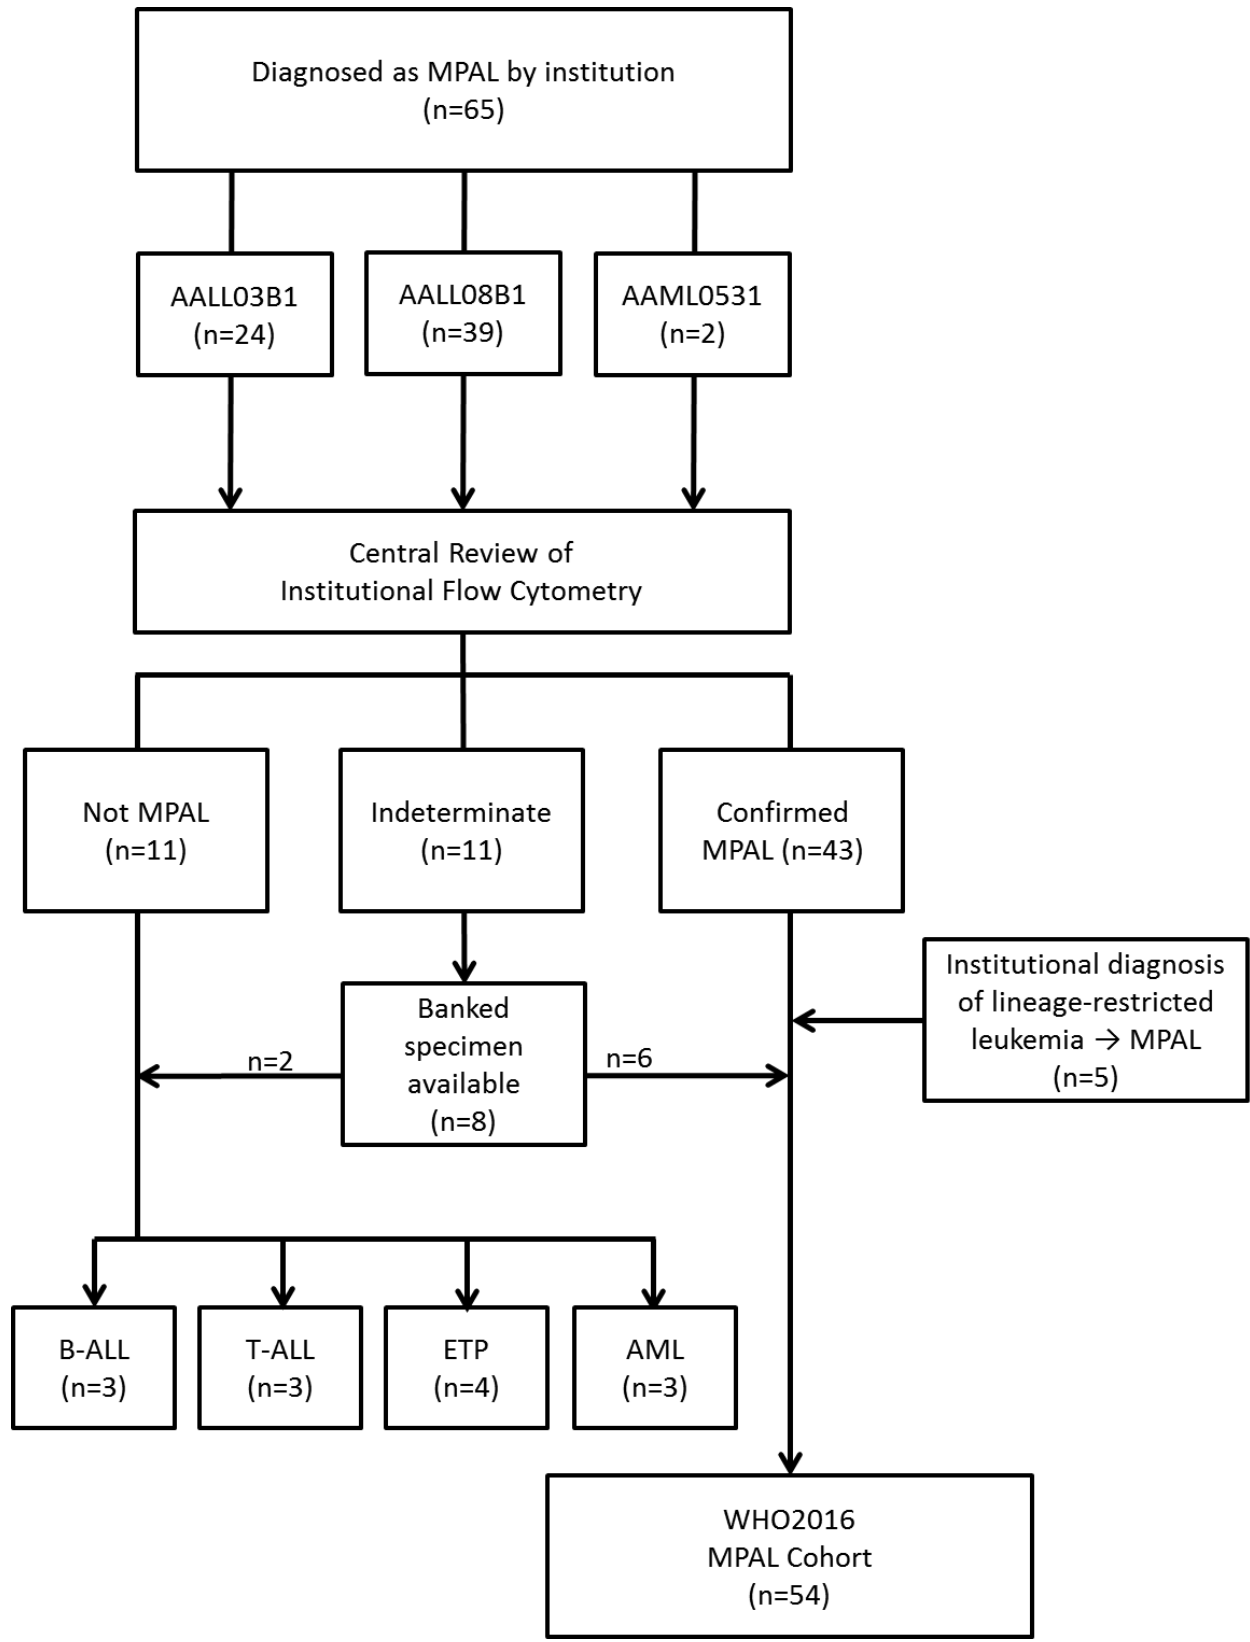 Diagnosed as MPAL by institution
(n=65)
AALL03B1
(n=24)
AALL08B1
(n=39)
AAML0531
(n=2)
Central Review of
Institutional Flow Cytometry
Not MPAL
(n=11)
Indeterminate
(n=11)
Confirmed
MPAL (n=43)
Institutional diagnosis
of lineage-restricted
leukemia → MPAL
(n=5)
Banked
specimen
available
(n=8)
n=2
n=6
B-ALL
(n=3)
T-ALL
(n=3)
ETP
(n=4)
AML
(n=3)
WHO2016
MPAL Cohort
(n=54)